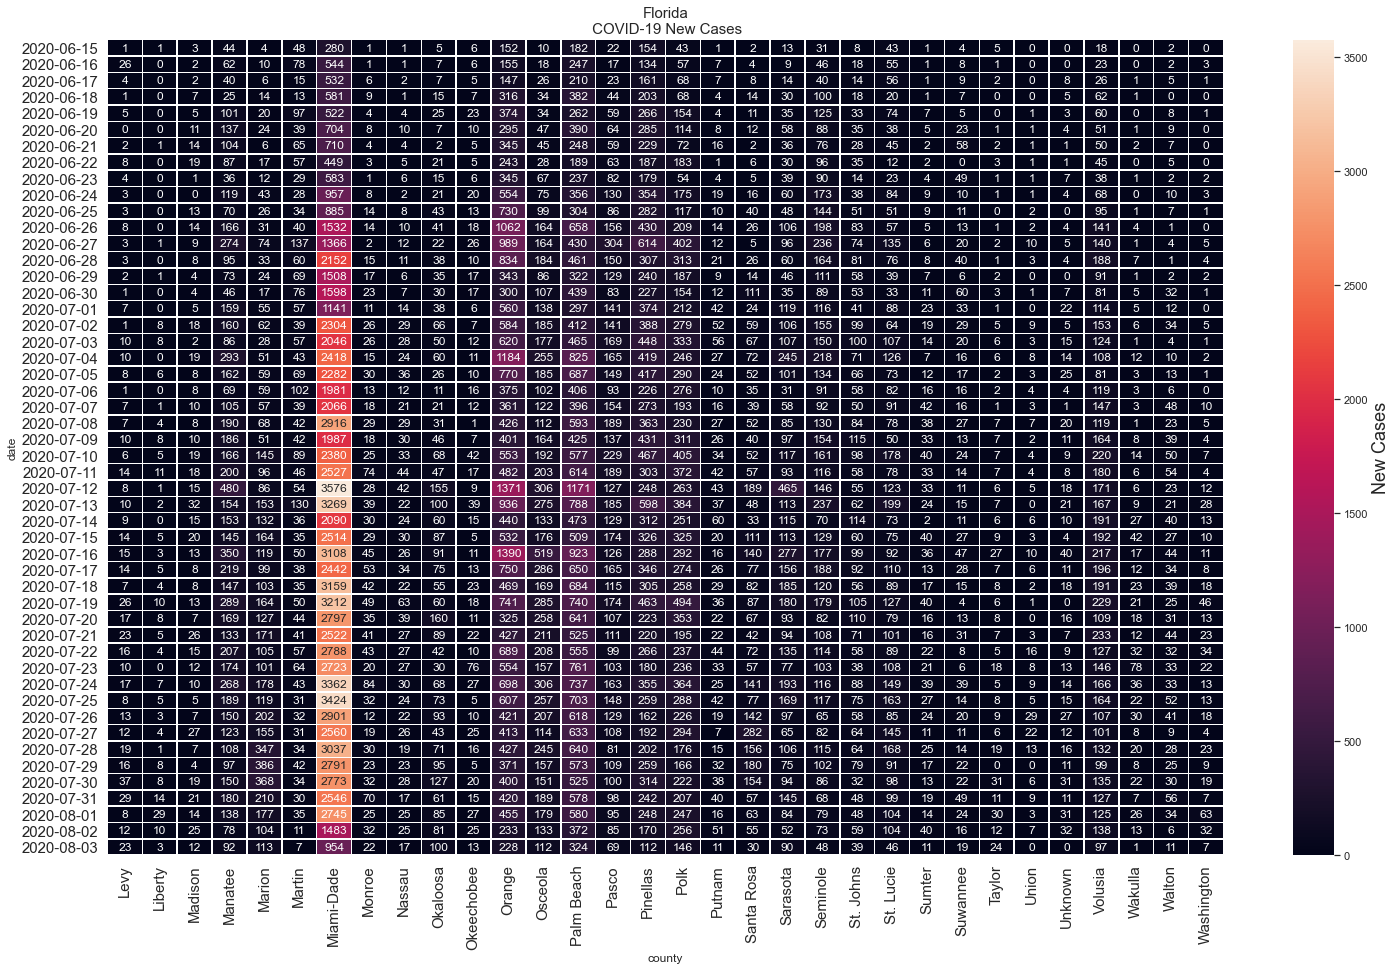 Florida
COVID-19 New Cases
2020-06-15 1 1 3 44 4 48 280 1 1 5 6 152 10 182 22 154 43 1 2 13 31 8 43 1 4 5 0 0 18 0 2 0
2020-06-16 26 0 2 62 10 78 544 1 1 7 6 155 18 247 17 134 57 7 4 9 46 18 55 1 8 1 0 0 23 0 2 3
2020-06-17 4 0 2 40 6 15 532 6 2 7 5 147 26 210 23 161 68 7 8 14 40 14 56 1 9 2 0 8 26 1 5 1
2020-06-18 1 0 7 25 14 13 581 9 1 15 7 316 34 382 44 203 68 4 14 30 100 18 20 1 7 0 0 5 62 1 0 0
2020-06-19 5 0 5 101 20 97 522 4 4 25 23 374 34 262 59 266 154 4 11 35 125 33 74 7 5 0 1 3 60 0 8 1
2020-06-20 0 0 11 137 24 39 704 8 10 7 10 295 47 390 64 285 114 8 12 58 88 35 38 5 23 1 1 4 51 1 9 0
2020-06-21 2 1 14 104 6 65 710 4 4 2 5 345 45 248 59 229 72 16 2 36 76 28 45 2 58 2 1 1 50 2 7 0
2020-06-22 8 0 19 87 17 57 449 3 5 21 5 243 28 189 63 187 183 1 6 30 96 35 12 2 0 3 1 1 45 0 5 0
2020-06-23 4 0 1 36 12 29 583 1 6 15 6 345 67 237 82 179 54 4 5 39 90 14 23 4 49 1 1 7 38 1 2 2
2020-06-24 3 0 0 119 43 28 957 8 2 21 20 554 75 356 130 354 175 19 16 60 173 38 84 9 10 1 1 4 68 0 10 3
2020-06-25 3 0 13 70 26 34 885 14 8 43 13 730 99 304 86 282 117 10 40 48 144 51 51 9 11 0 2 0 95 1 7 1
2020-06-26 8 0 14 166 31 40 1532 14 10 41 18 1062 164 658 156 430 209 14 26 106 198 83 57 5 13 1 2 4 141 4 1 0
2020-06-27 3 1 9 274 74 137 1366 2 12 22 26 989 164 430 304 614 402 12 5 96 236 74 135 6 20 2 10 5 140 1 4 5
2020-06-28 3 0 8 95 33 60 2152 15 11 38 10 834 184 461 150 307 313 21 26 60 164 81 76 8 40 1 3 4 188 7 1 4
2020-06-29 2 1 4 73 24 69 1508 17 6 35 17 343 86 322 129 240 187 9 14 46 111 58 39 7 6 2 0 0 91 1 2 2
2020-06-30 1 0 4 46 17 76 1598 23 7 30 17 300 107 439 83 227 154 12 111 35 89 53 33 11 60 3 1 7 81 5 32 1
2020-07-01 7 0 5 159 55 57 1141 11 14 38 6 560 138 297 141 374 212 42 24 119 116 41 88 23 33 1 0 22 114 5 12 0
2020-07-02 1 8 18 160 62 39 2304 26 29 66 7 584 185 412 141 388 279 52 59 106 155 99 64 19 29 5 9 5 153 6 34 5
2020-07-03 10 8 2 86 28 57 2046 26 28 50 12 620 177 465 169 448 333 56 67 107 150 100 107 14 20 6 3 15 124 1 4 1
2020-07-04 10 0 19 293 51 43 2418 15 24 60 11 1184 255 825 165 419 246 27 72 245 218 71 126 7 16 6 8 14 108 12 10 2
2020-07-05 8 6 8 162 59 69 2282 30 36 26 10 770 185 687 149 417 290 24 52 101 134 66 73 12 17 2 3 25 81 3 13 1
2020-07-06 1 0 8 69 59 102 1981 13 12 11 16 375 102 406 93 226 276 10 35 31 91 58 82 16 16 2 4 4 119 3 6 0
2020-07-07 7 1 10 105 57 39 2066 18 21 21 12 361 122 396 154 273 193 16 39 58 92 50 91 42 16 1 3 1 147 3 48 10
2020-07-08 7 4 8 190 68 42 2916 29 29 31 1 426 112 593 189 363 230 27 52 85 130 84 78 38 27 7 7 20 119 1 23 5
2020-07-09 10 8 10 186 51 42 1987 18 30 46 7 401 164 425 137 431 311 26 40 97 154 115 50 33 13 7 2 11 164 8 39 4
2020-07-10 6 5 19 166 145 89 2380 25 33 68 42 553 192 577 229 467 405 34 52 117 161 98 178 40 24 7 4 9 220 14 50 7
2020-07-11 14 11 18 200 96 46 2527 74 44 47 17 482 203 614 189 303 372 42 57 93 116 58 78 33 14 7 4 8 180 6 54 4
2020-07-12 8 1 15 480 86 54 3576 28 42 155 9 1371 306 1171 127 248 263 43 189 465 146 55 123 33 11 6 5 18 171 6 23 12
2020-07-13 10 2 32 154 153 130 3269 39 22 100 39 936 275 788 185 598 384 37 48 113 237 62 199 24 15 7 0 21 167 9 21 28
2020-07-14 9 0 15 153 132 36 2090 30 24 60 15 440 133 473 129 312 251 60 33 115 70 114 73 2 11 6 6 10 191 27 40 13
2020-07-15 14 5 20 145 164 35 2514 29 30 87 5 532 176 509 174 326 325 20 111 113 129 60 75 40 27 9 3 4 192 42 27 10
2020-07-16 15 3 13 350 119 50 3108 45 26 91 11 1390 519 923 126 288 292 16 140 277 177 99 92 36 47 27 10 40 217 17 44 11
2020-07-17 14 5 8 219 99 38 2442 53 34 75 13 750 286 650 165 346 274 26 77 156 188 92 110 13 28 7 6 11 196 12 34 8
2020-07-18 7 4 8 147 103 35 3159 42 22 55 23 469 169 684 115 305 258 29 82 185 120 56 89 17 15 8 2 18 191 23 39 18
2020-07-19 26 10 13 289 164 50 3212 49 63 60 18 741 285 740 174 463 494 36 87 180 179 105 127 40 4 6 1 0 229 21 25 46
2020-07-20 17 8 7 169 127 44 2797 35 39 160 11 325 258 641 107 223 353 22 67 93 82 110 79 16 13 8 0 16 109 18 31 13
2020-07-21 23 5 26 133 171 41 2522 41 27 89 22 427 211 525 111 220 195 22 42 94 108 71 101 16 31 7 3 7 233 12 44 23
2020-07-22 16 4 15 207 105 57 2788 43 27 42 10 689 208 555 99 266 237 44 72 135 114 58 89 22 8 5 16 9 127 32 32 34
2020-07-23 10 0 12 174 101 64 2723 20 27 30 76 554 157 761 103 180 236 33 57 77 103 38 108 21 6 18 8 13 146 78 33 22
2020-07-24 17 7 10 268 178 43 3362 84 30 68 27 698 306 737 163 355 364 25 141 193 116 88 149 39 39 5 9 14 166 36 33 13
2020-07-25 8 5 5 189 119 31 3424 32 24 73 5 607 257 703 148 259 288 42 77 169 117 75 163 27 14 8 5 15 164 22 52 13
2020-07-26 13 3 7 150 202 32 2901 12 22 93 10 421 207 618 129 162 226 19 142 97 65 58 85 24 20 9 29 27 107 30 41 18
2020-07-27 12 4 27 123 155 31 2560 19 26 43 25 413 114 633 108 192 294 7 282 65 82 64 145 11 11 6 22 12 101 8 9 4
2020-07-28 19 1 7 108 347 34 3037 30 19 71 16 427 245 640 81 202 176 15 156 106 115 64 168 25 14 19 13 16 132 20 28 23
2020-07-29 16 8 4 97 386 42 2791 23 23 95 5 371 157 573 109 259 166 32 180 75 102 79 91 17 22 0 0 11 99 8 25 9
2020-07-30 37 8 19 150 368 34 2773 32 28 127 20 400 151 525 100 314 222 38 154 94 86 32 98 13 22 31 6 31 135 22 30 19
2020-07-31 29 14 21 180 210 30 2546 70 17 61 15 420 189 578 98 242 207 40 57 145 68 48 99 19 49 11 9 11 127 7 56 7
2020-08-01 8 29 14 138 177 35 2745 25 25 85 27 455 179 580 95 248 247 16 63 84 79 48 104 14 24 30 3 31 125 26 34 63
2020-08-02 12 10 25 78 104 11 1483 32 25 81 25 233 133 372 85 170 256 51 55 52 73 59 104 40 16 12 7 32 138 13 6 32
2020-08-03 23 3 12 92 113 7 954 22 17 100 13 228 112 324 69 112 146 11 30 90 48 39 46 11 19 24 0 0 97 1 11 7
date
Levy Liberty Madison Manatee Marion Martin Miami-Dade Monroe Nassau Okaloosa Okeechobee Orange Osceola Palm Beach Pasco Pinellas Polk Putnam Santa Rosa Sarasota Seminole St. Johns St. Lucie Sumter Suwannee Taylor Union Unknown Volusia Wakulla Walton Washington
county
3500
3000
2500
2000
1500
1000
500
0
New Cases